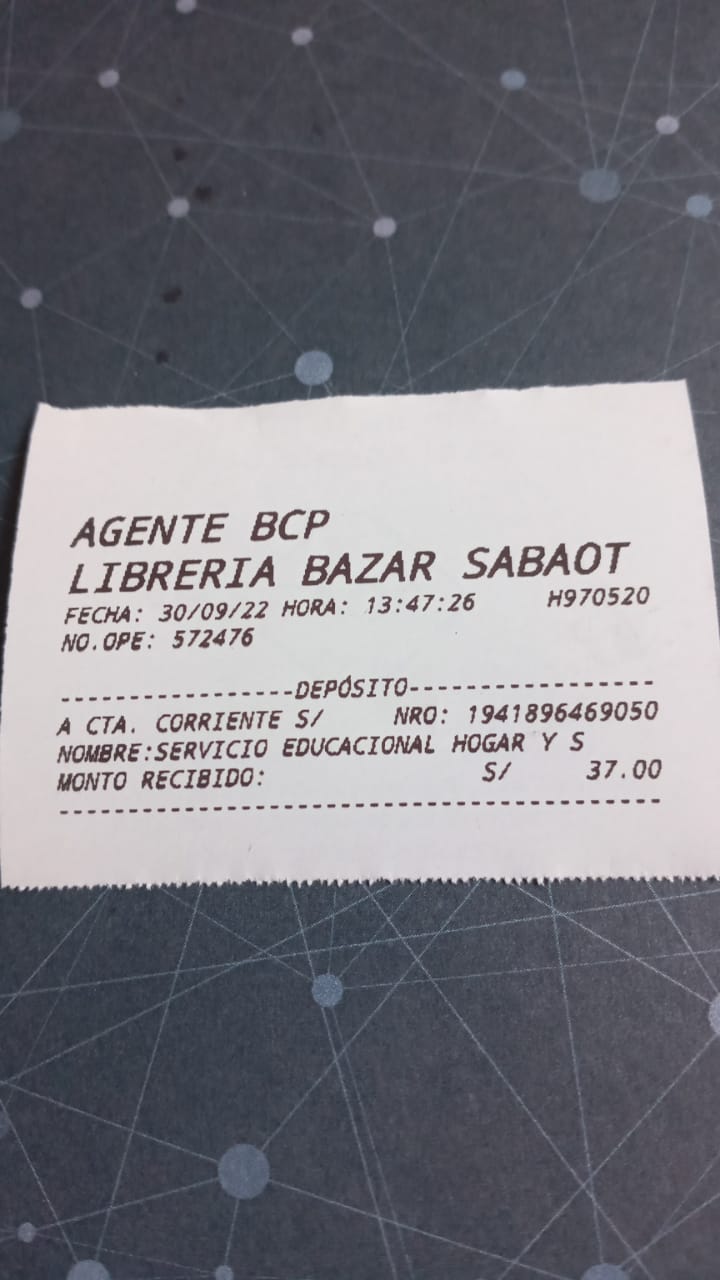 AGENTE BCP
LIBRERIA BAZAR SABAOT
FECHA: 30/09/22 HORA: 13:47:26 H970520
NO.OPE: 572476
------------------DEPÓSITO-------------------
A CTA. CORRIENTE S/ NRO: 1941896469050
NOMBRE:SERVICIO EDUCACIONAL HOGAR Y S
MONTO RECIBIDO: S/ 37.00
----------------------------------------------